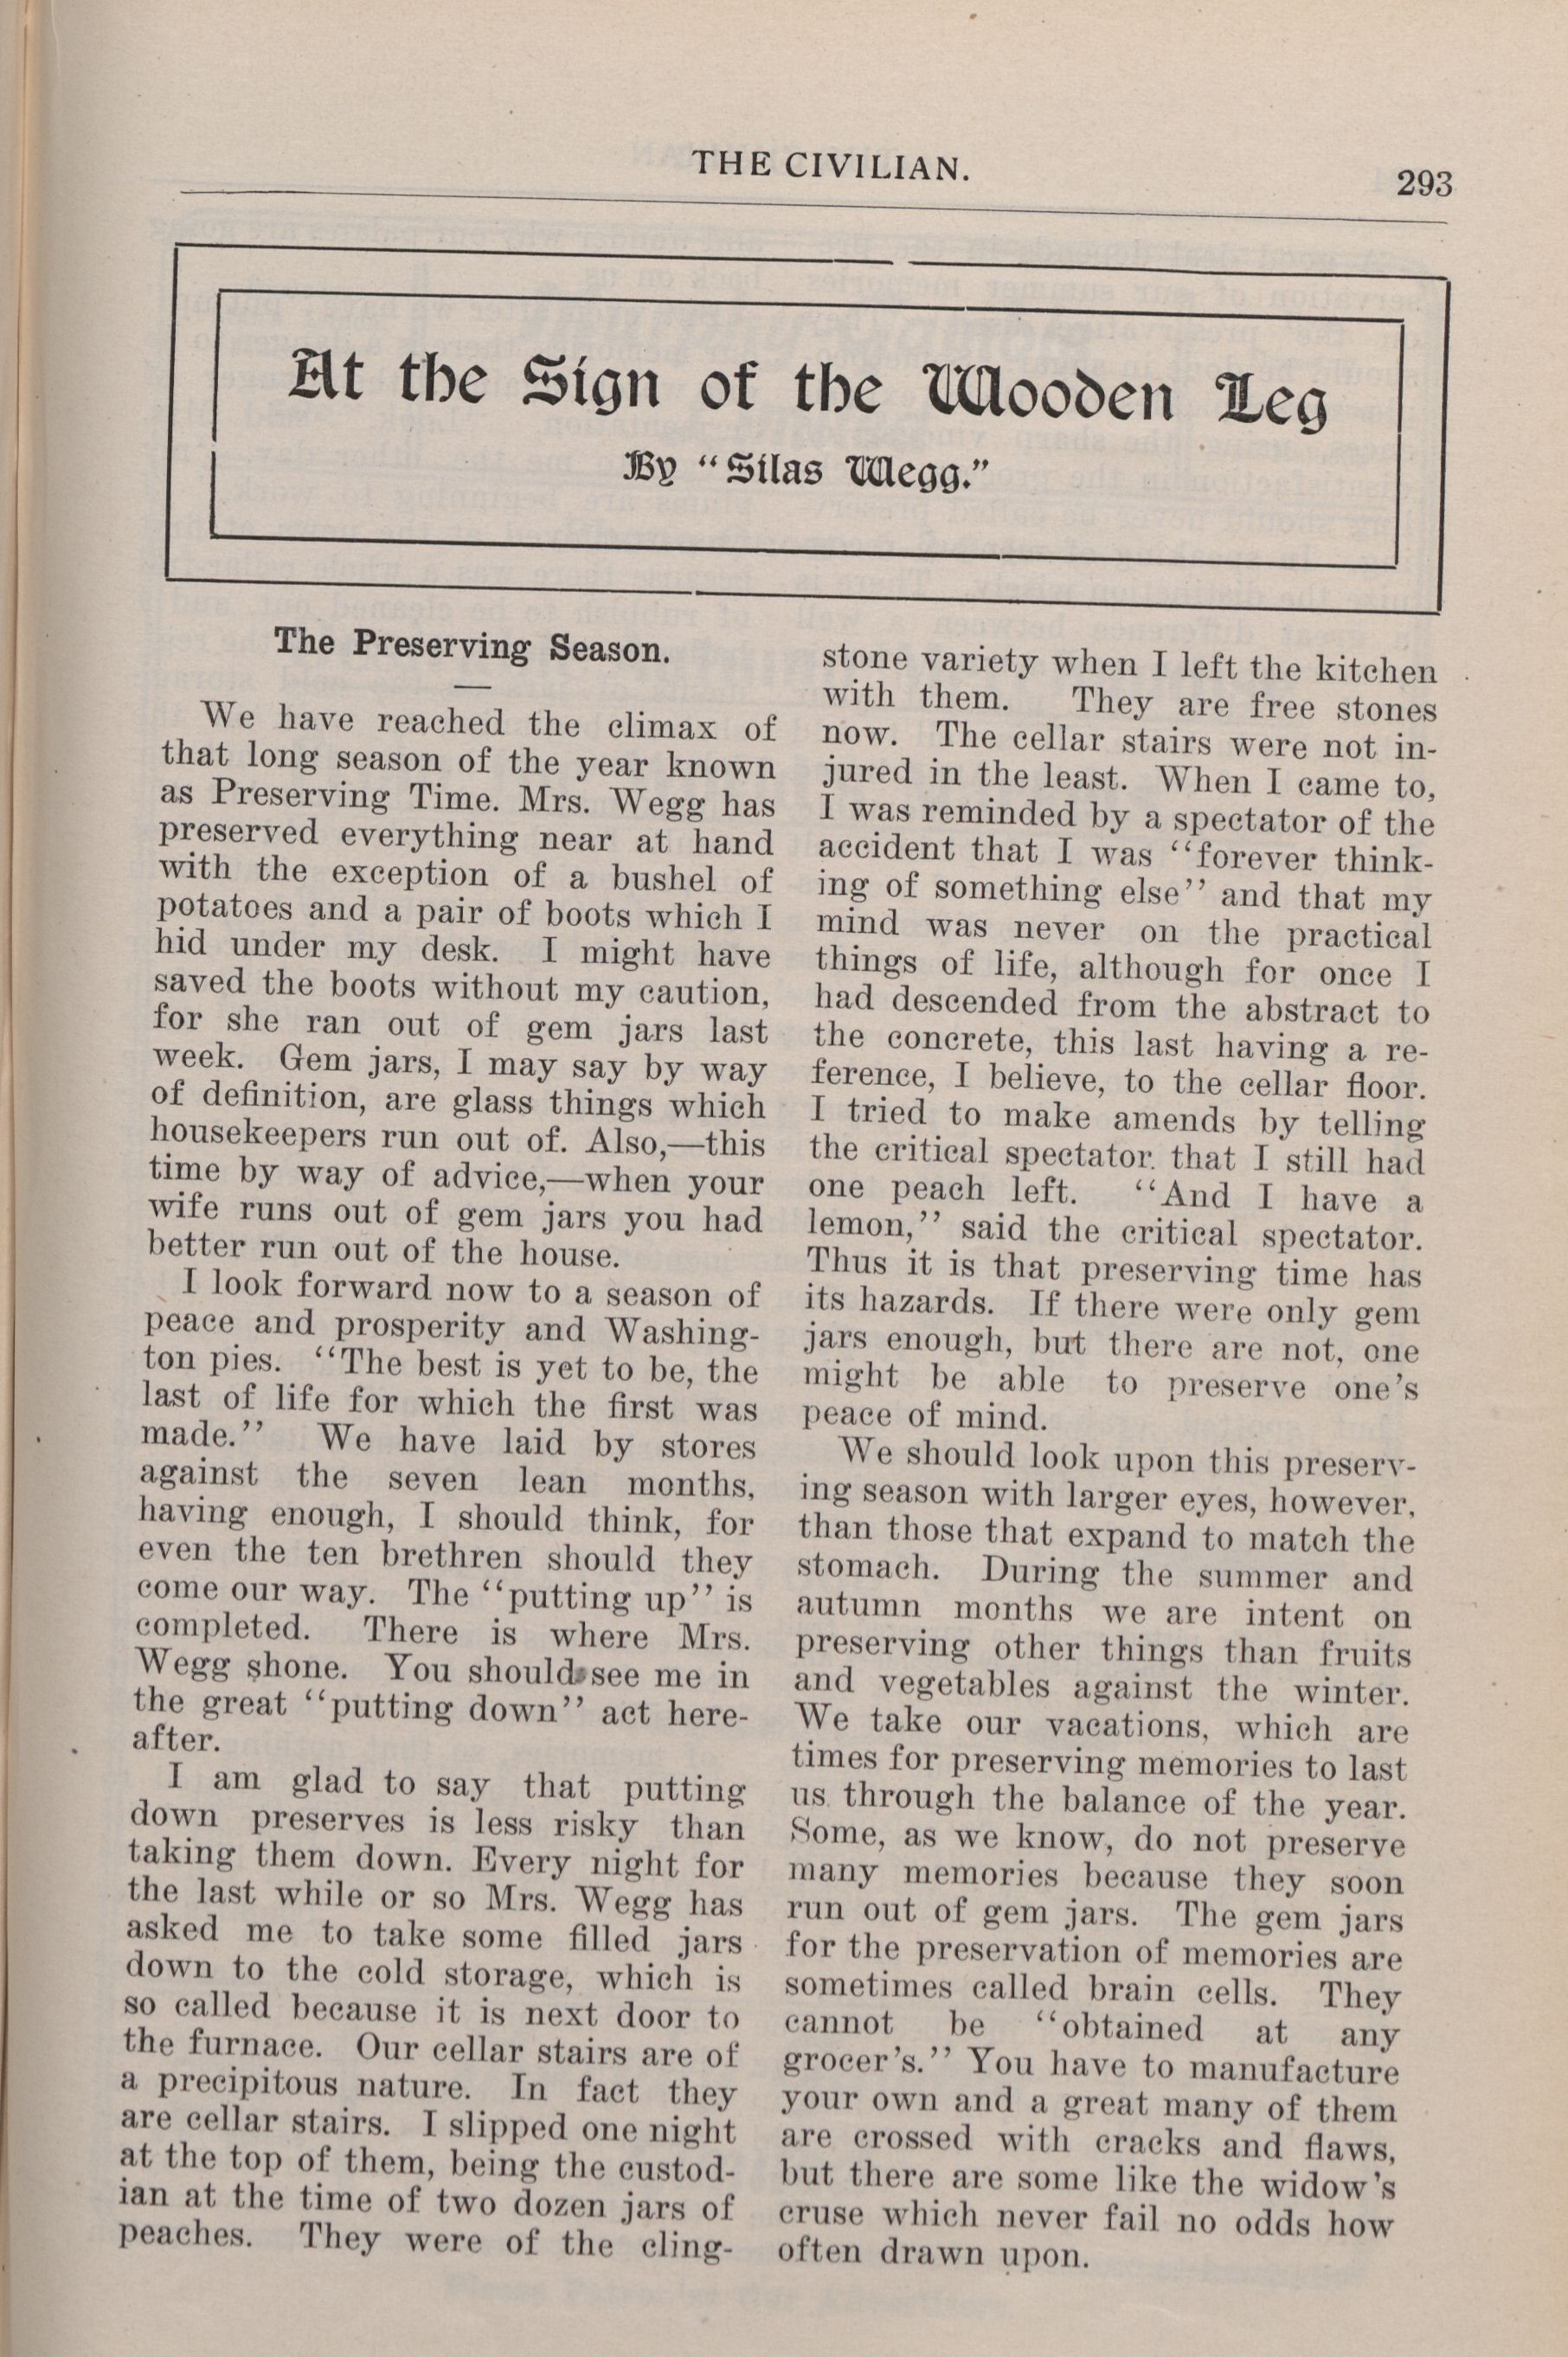 THE CIVILIAN.
293
At the Sign of the Wooden Leg
By "Silas Wegg."
The Preserving Season.
We have reached the climax of
that long season of the year known
as Preserving Time. Mrs. Wegg has
preserved everything near at hand
with the exception of a bushel of
potatoes and a pair of boots which I
hid under my desk. I might have
saved the boots without my caution,
for she ran out of gem jars last
week. Gem jars, I may say by way
of definition, are glass things which
housekeepers run out of. Also,—this
time by way of advice,—when your
wife runs out of gem jars you had
better run out of the house.
I look forward now to a season of
peace and prosperity and Washing-
ton pies. "The best is yet to be, the
last of life for which the first was
made." We have laid by stores
against the seven lean months,
having enough, I should think, for
even the ten brethren should they
come our way. The "putting up" is
completed. There is where Mrs.
Wegg shone. You should see me in
the great "putting down" act here-
after.
I am glad to say that putting
down preserves is less risky than
taking them down. Every night for
the last while or so Mrs. Wegg has
asked me to take some filled jars
down to the cold storage, which is
so called because it is next door to
the furnace. Our cellar stairs are of
a precipitous nature. In fact they
are cellar stairs. I slipped one night
at the top of them, being the custod-
ian at the time of two dozen jars of
peaches. They were of the cling-
stone variety when I left the kitchen
with them. They are free stones
now. The cellar stairs were not in-
jured in the least. When I came to,
I was reminded by a spectator of the
accident that I was "forever think-
ing of something else" and that my
mind was never on the practical
things of life, although for once I
had descended from the abstract to
the concrete, this last having a re-
ference, I believe, to the cellar floor.
I tried to make amends by telling
the critical spectator that I still had
one peach left. "And I have a
lemon," said the critical spectator.
Thus it is that preserving time has
its hazards. If there were only gem
jars enough, but there are not, one
might be able to preserve one's
peace of mind.
We should look upon this preserv-
ing season with larger eyes, however,
than those that expand to match the
stomach. During the summer and
autumn months we are intent on
preserving other things than fruits
and vegetables against the winter.
We take our vacations, which are
times for preserving memories to last
us through the balance of the year.
Some, as we know, do not preserve
many memories because they soon
run out of gem jars. The gem jars
for the preservation of memories are
sometimes called brain cells. They
cannot be "obtained at any
grocer's." You have to manufacture
your own and a great many of them
are crossed with cracks and flaws,
but there are some like the widow's
cruse which never fail no odds how
often drawn upon.